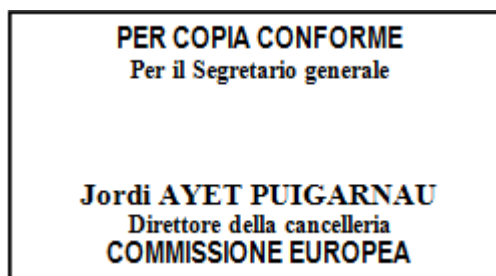 PER COPIA CONFORME
Per il Segretario generale
Jordi AYET PUIGARNAU
Direttore della cancelleria
COMMISSIONE EUROPEA